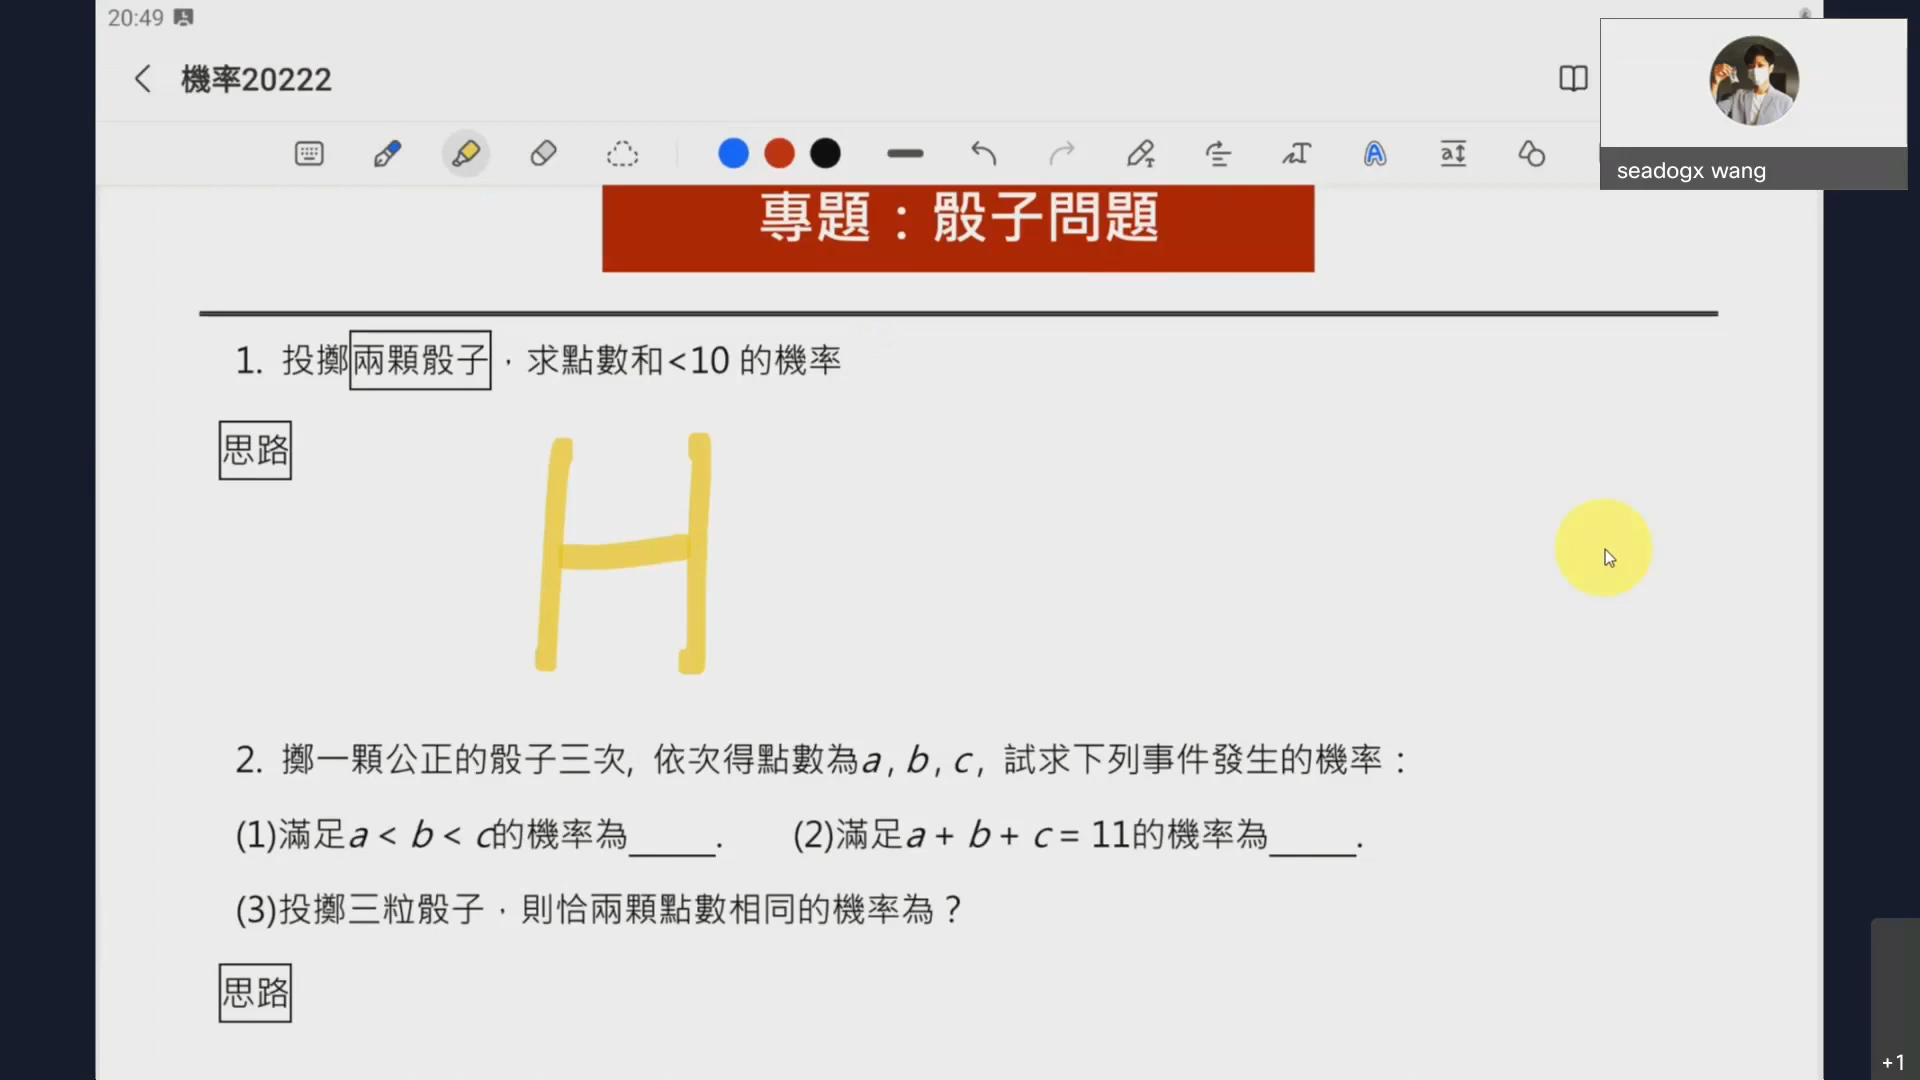 20:49
機率20222
seadogx wang
專題：骰子問題
1. 投擲兩顆骰子，求點數和<10 的機率
思路
H
2. 擲一顆公正的骰子三次, 依次得點數為a, b, c, 試求下列事件發生的機率：
(1)滿足a < b < c的機率為_____. (2)滿足a + b + c = 11的機率為_____.
(3)投擲三粒骰子，則恰兩顆點數相同的機率為？
思路
+1